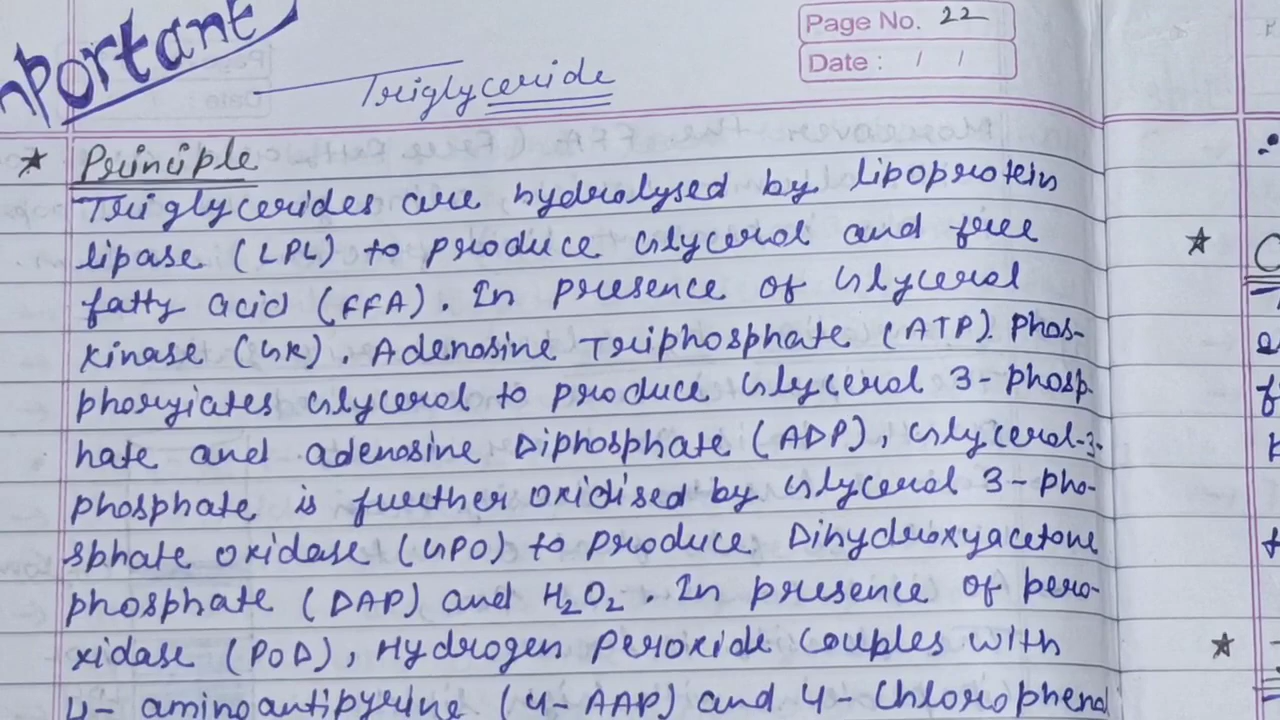 Important
Page No. 22
Date : / /
Triglyceride
★ Principle
Triglycerides are hydrolysed by lipoprotein
lipase (LPL) to produce Glycerol and free
fatty acid (FFA). In presence of Glycerol
kinase (GK). Adenosine Triphosphate (ATP). Phos-
phoryiates Glycerol to produce Glycerol 3-phosp-
hate and adenosine Diphosphate (ADP), Glycerol-3-
phosphate is further oxidised by Glycerol 3-pho-
sphate oxidase (GPO) to produce Dihydroxyacetone
phosphate (DAP) and H₂O₂. In presence of pero-
xidase (POD), Hydrogen Peroxide Couples with
4- aminoantipyrine (4-AAP) and 4-Chlorophenol